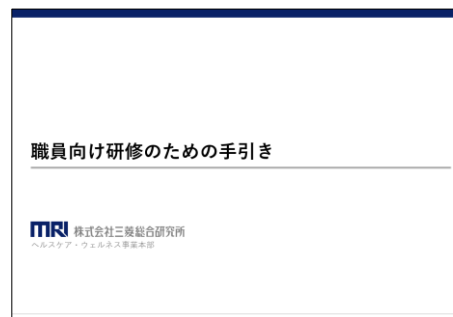 職員向け研修のための手引き
MRI 株式会社三菱総合研究所
ヘルスケア・ウェルネス事業本部